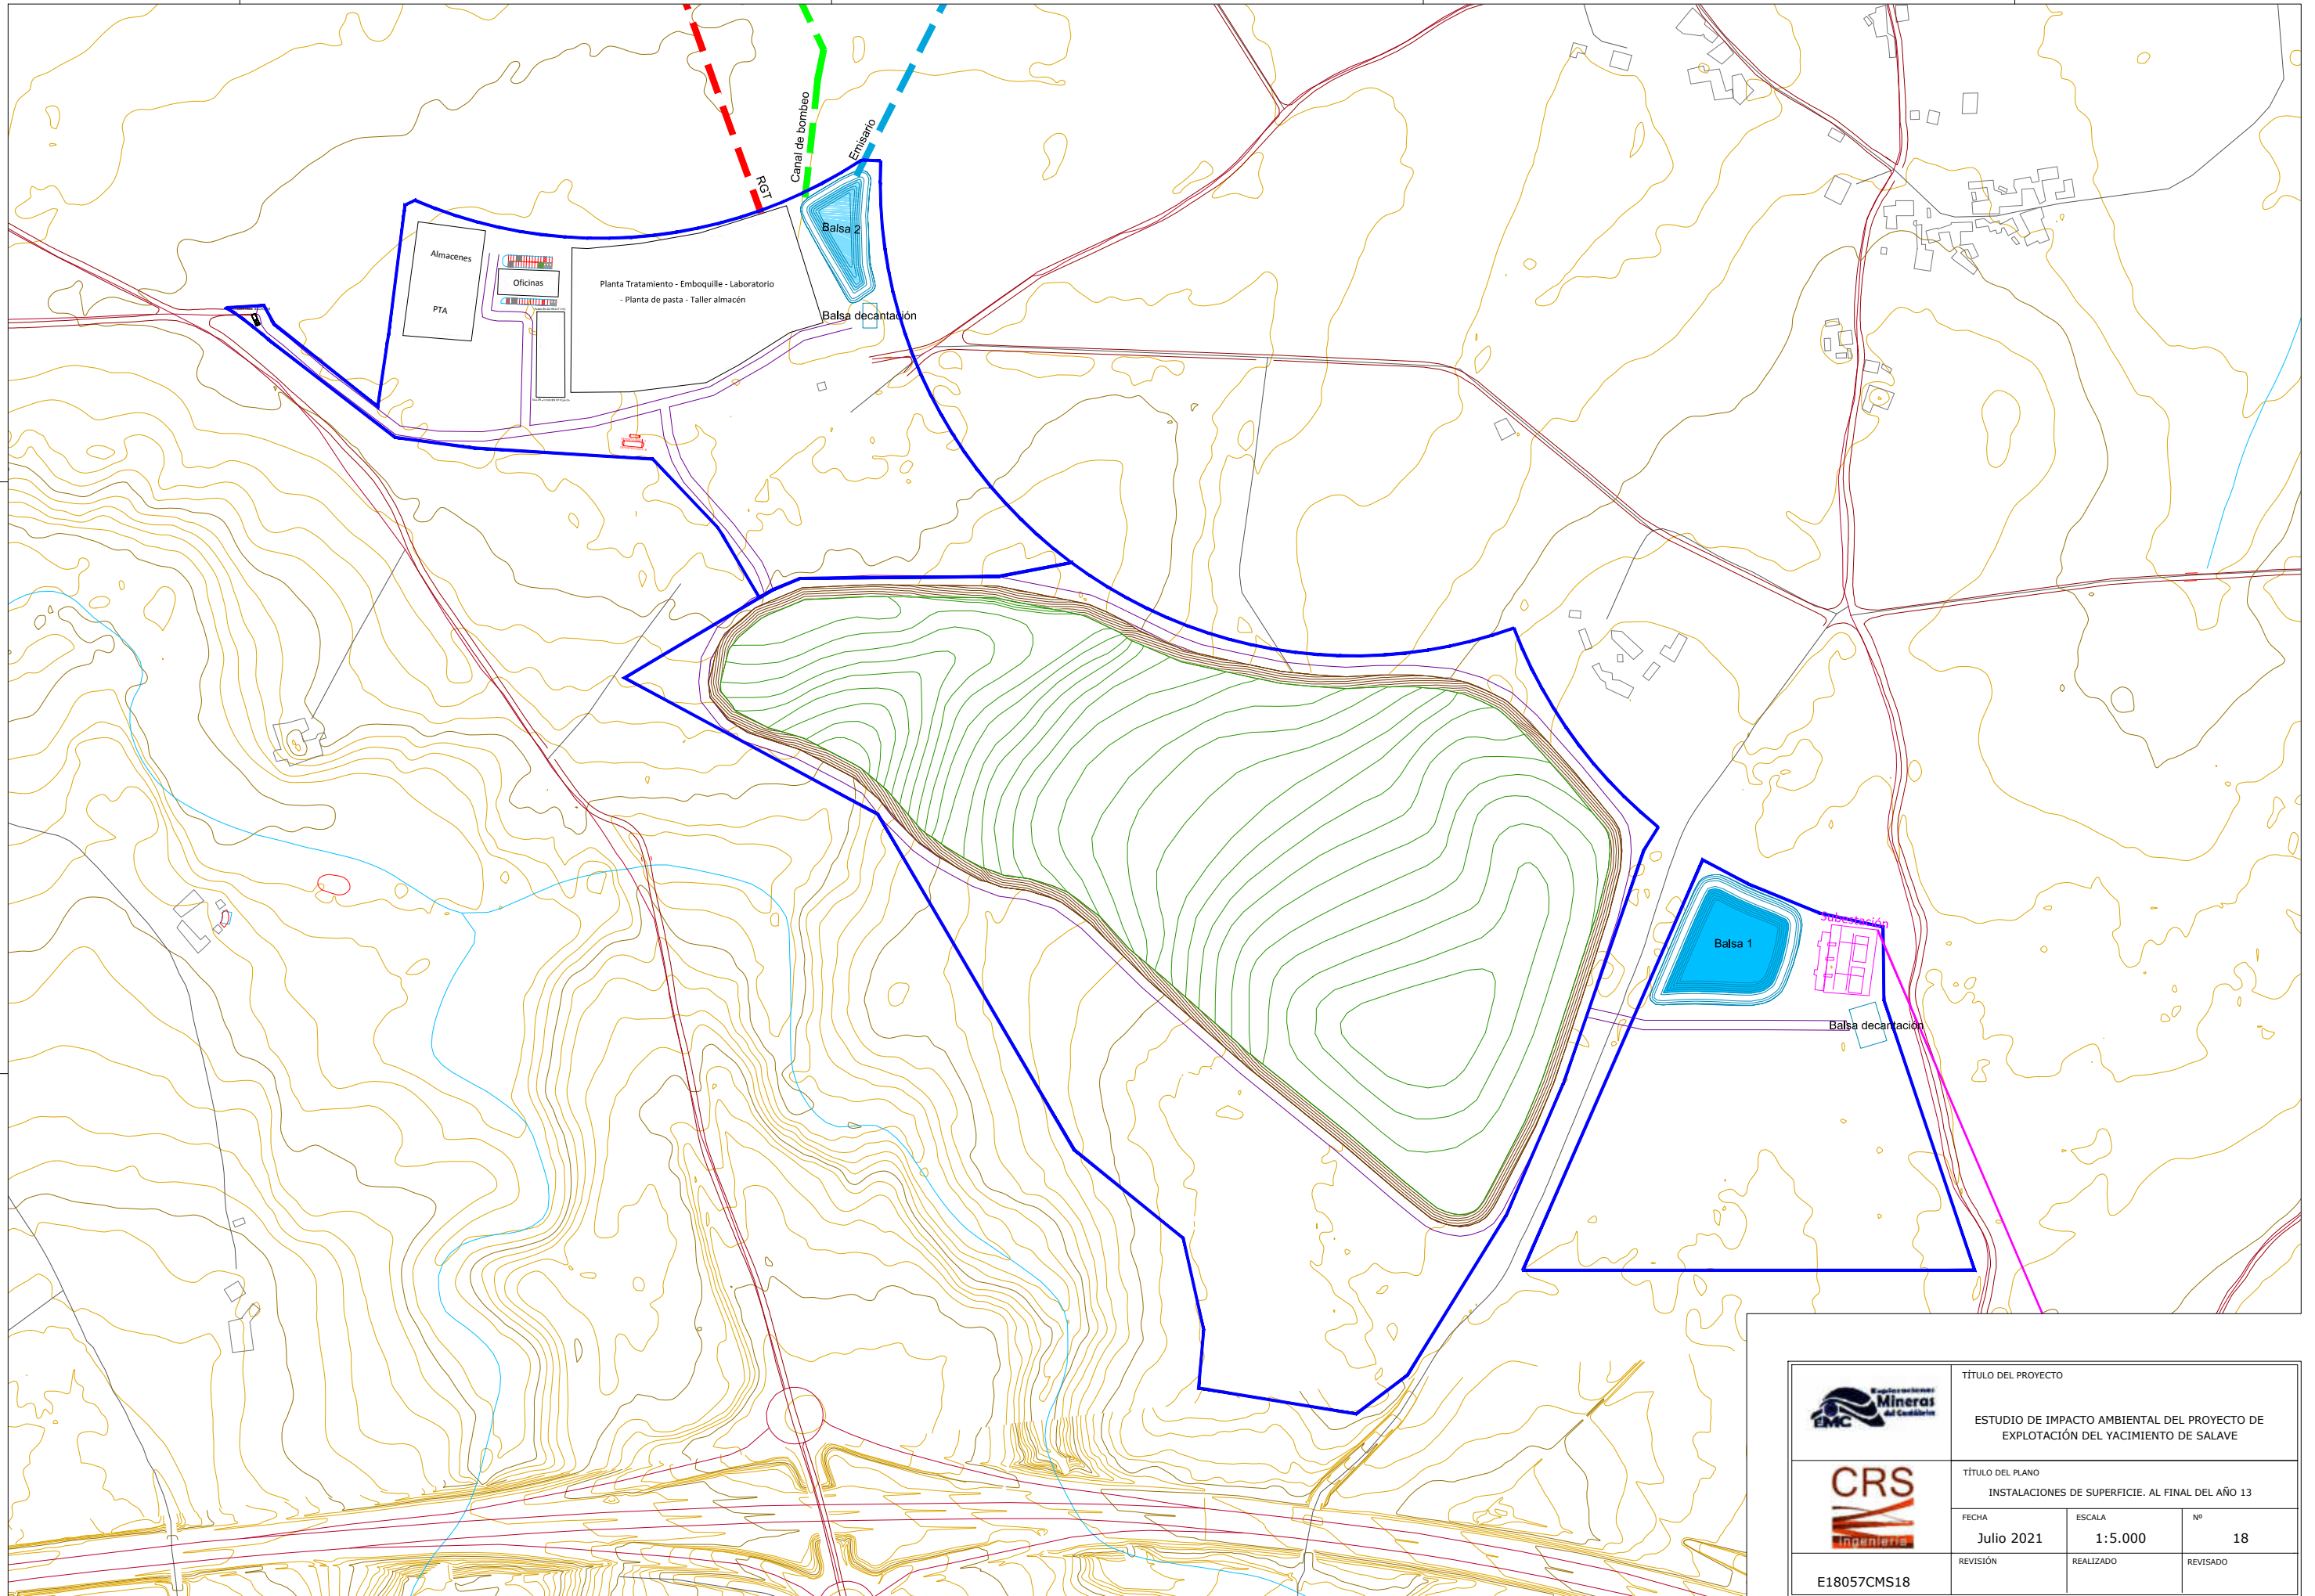 Canal de bombeo
Emisario
RGT
Balsa 2
Almacenes
PTA
Oficinas
Planta Tratamiento - Emboquille - Laboratorio
- Planta de pasta - Taller almacén
Balsa decantación
Subestación
Balsa 1
Balsa decantación
Exploraciones
Mineras
del Cantábrico
EMC
TÍTULO DEL PROYECTO
ESTUDIO DE IMPACTO AMBIENTAL DEL PROYECTO DE
EXPLOTACIÓN DEL YACIMIENTO DE SALAVE
CRS
Ingeniería
TÍTULO DEL PLANO
INSTALACIONES DE SUPERFICIE. AL FINAL DEL AÑO 13
FECHA
Julio 2021
ESCALA
1:5.000
Nº
18
REVISIÓN
REALIZADO
REVISADO
E18057CMS18